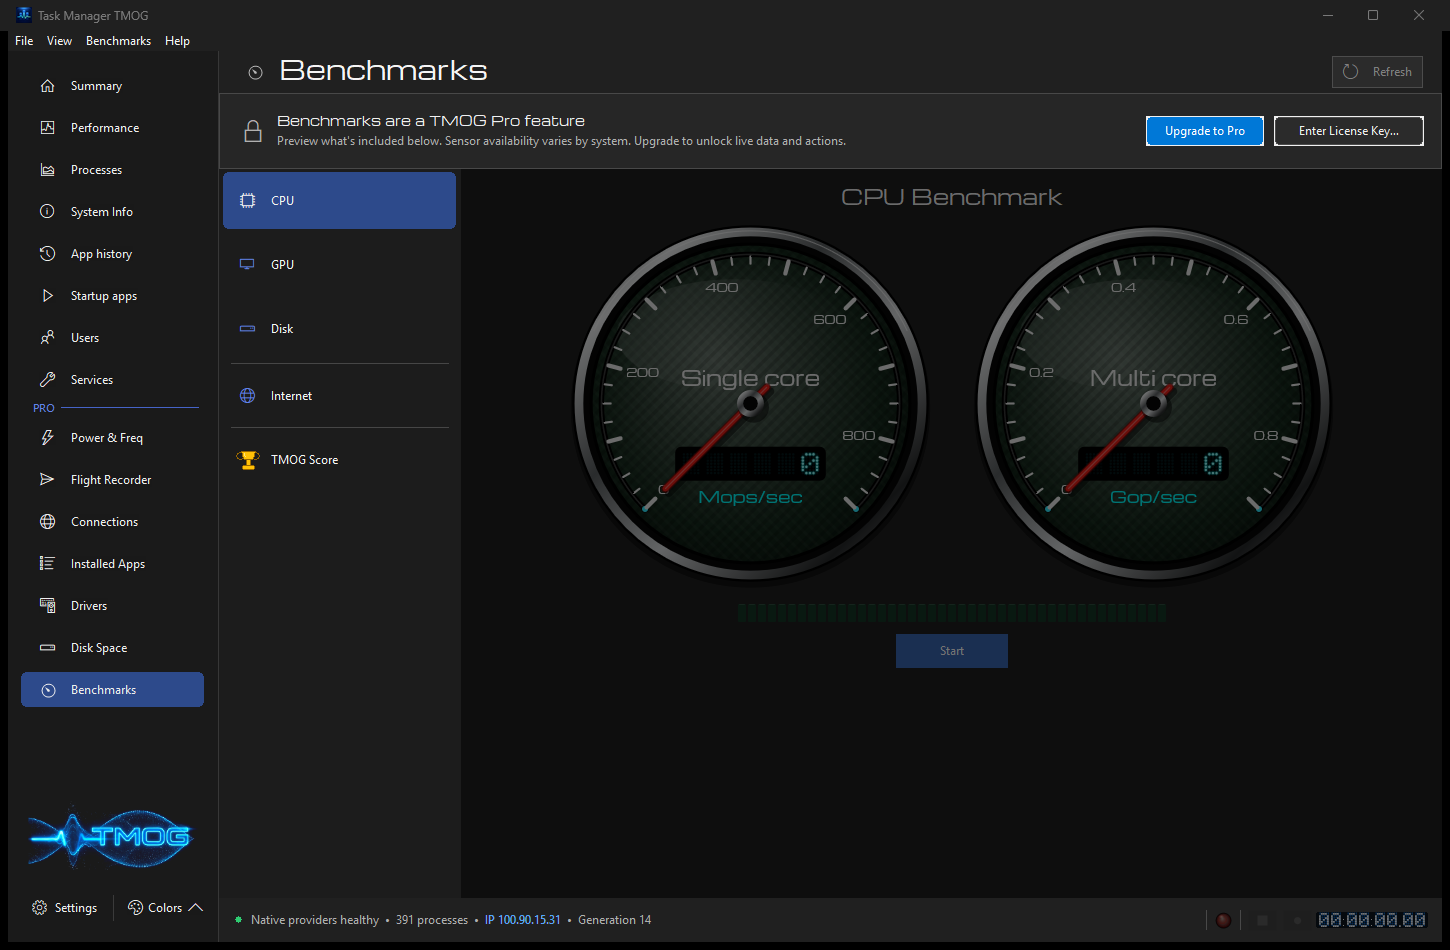 Task Manager TMOG
File View Benchmarks Help
Summary
Performance
Processes
System Info
App history
Startup apps
Users
Services
PRO
Power & Freq
Flight Recorder
Connections
Installed Apps
Drivers
Disk Space
Benchmarks
TMOG
Settings
Colors
Benchmarks
Refresh
Benchmarks are a TMOG Pro feature
Preview what's included below. Sensor availability varies by system. Upgrade to unlock live data and actions.
Upgrade to Pro
Enter License Key...
CPU
GPU
Disk
Internet
TMOG Score
CPU Benchmark
0
200
400
600
800
Single core
0
Mops/sec
0
0.2
0.4
0.6
0.8
Multi core
0
Gop/sec
Start
Native providers healthy • 391 processes • IP 100.90.15.31 • Generation 14
00:00:00.00